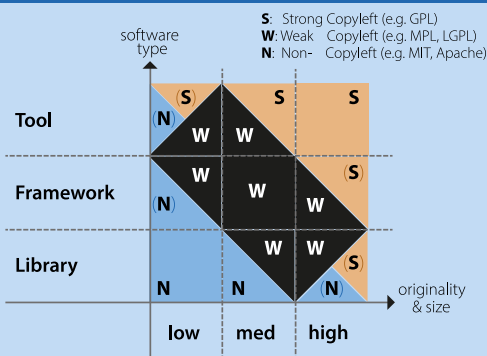 S: Strong Copyleft (e.g. GPL)
W: Weak Copyleft (e.g. MPL, LGPL)
N: Non- Copyleft (e.g. MIT, Apache)
software
type
(S) S S
Tool (N)
W W
W (S)
Framework (N) W W
W W
Library (S)
N N (N)
originality
& size
low med high